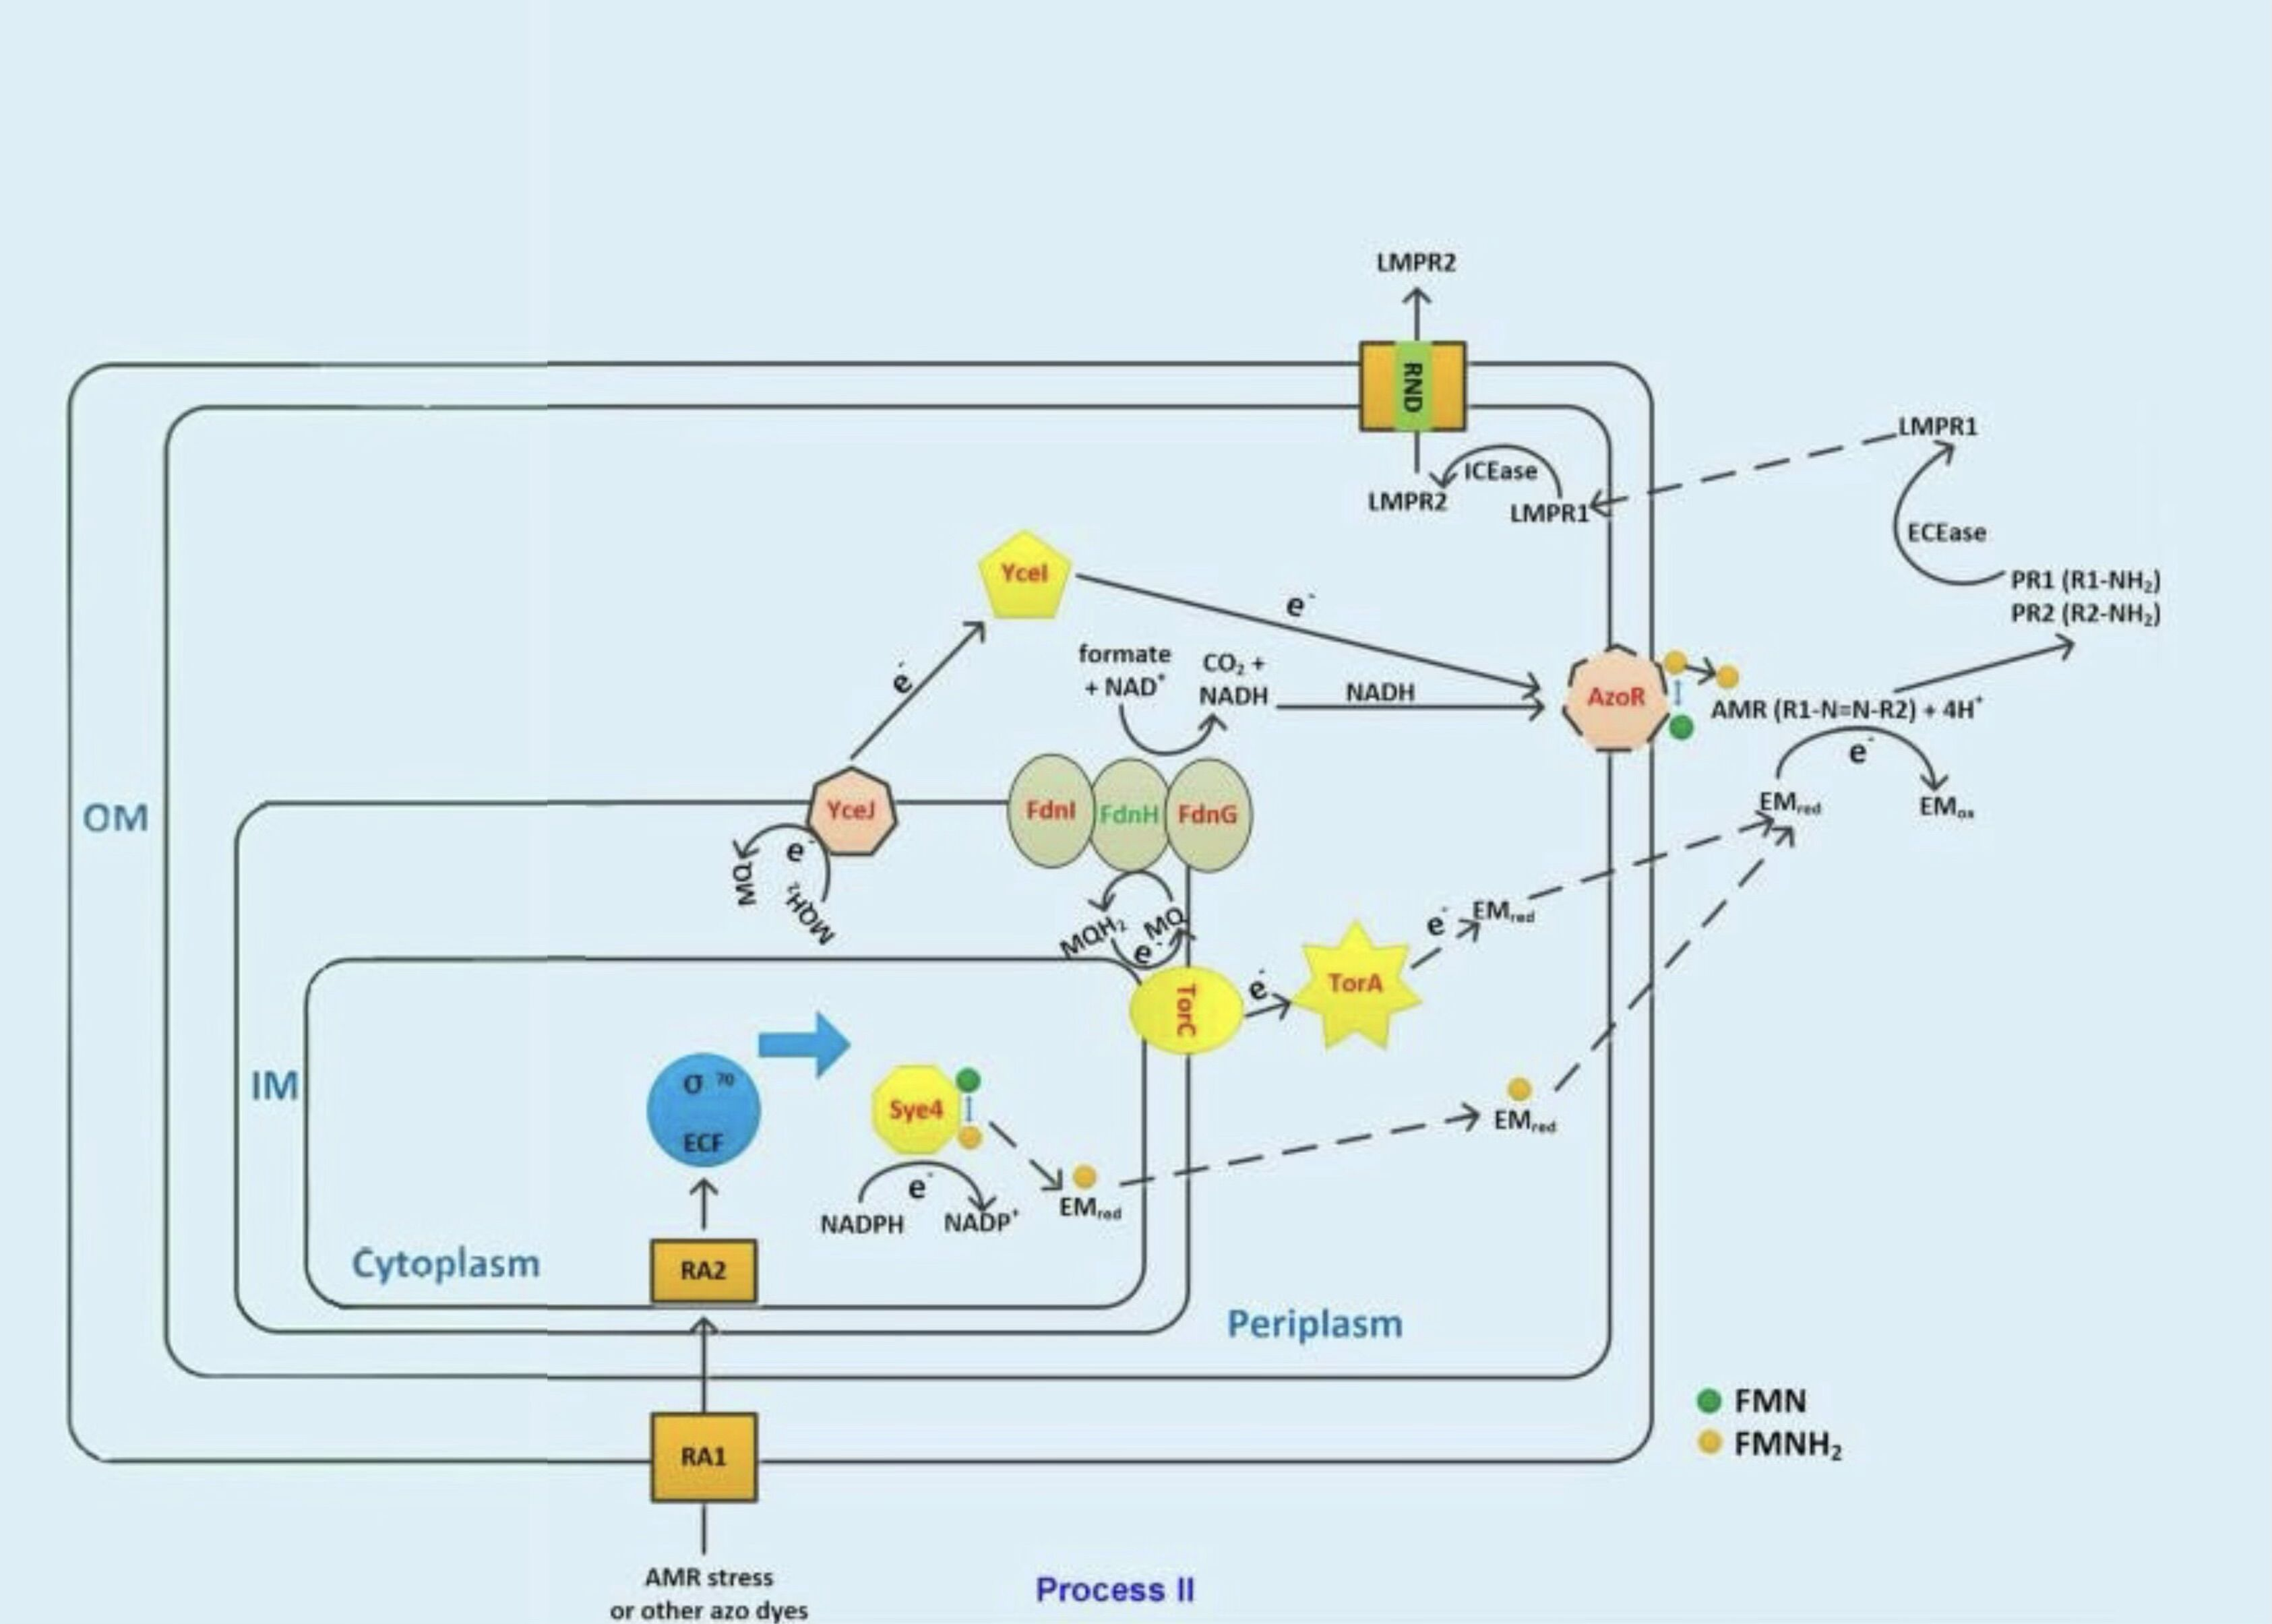 LMPR2
RND
LMPR2
ICEase
LMPR1
LMPR1
ECEase
PR1 (R1-NH₂)
PR2 (R2-NH₂)
YceI
e⁻
e⁻
formate
+ NAD⁺
CO₂ +
NADH
NADH
AzoR
AMR (R1-N=N-R2) + 4H⁺
e⁻
EMred
EMox
OM
YceJ
e⁻
MQ
MQH₂
FdnI
FdnH
FdnG
MQH₂
MQ
e⁻
TorC
e⁻
TorA
e⁻
EMred
IM
σ ⁷⁰
ECF
Sye4
e⁻
NADPH
NADP⁺
EMred
EMred
Cytoplasm
RA2
Periplasm
RA1
FMN
FMNH₂
AMR stress
or other azo dyes
Process II